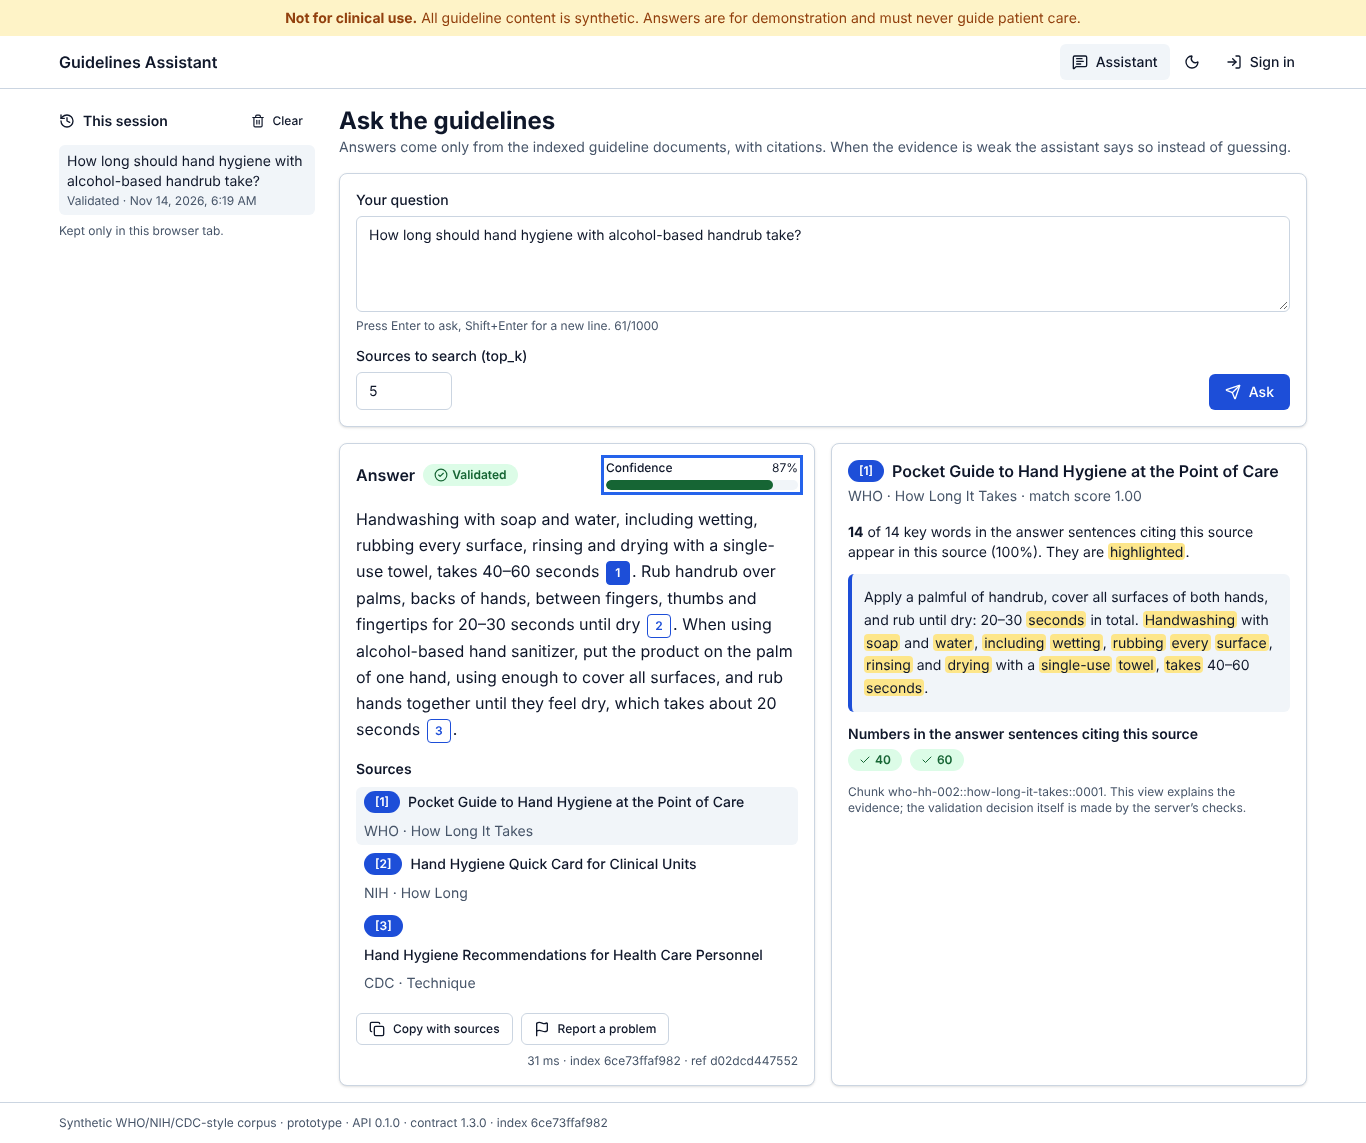 Not for clinical use. All guideline content is synthetic. Answers are for demonstration and must never guide patient care.
Guidelines Assistant
Assistant
Sign in
This session
Clear
How long should hand hygiene with
alcohol-based handrub take?
Validated · Nov 14, 2026, 6:19 AM
Kept only in this browser tab.
Ask the guidelines
Answers come only from the indexed guideline documents, with citations. When the evidence is weak the assistant says so instead of guessing.
Your question
How long should hand hygiene with alcohol-based handrub take?
Press Enter to ask, Shift+Enter for a new line. 61/1000
Sources to search (top_k)
5
Ask
Answer
Validated
Confidence
87%
Handwashing with soap and water, including wetting,
rubbing every surface, rinsing and drying with a single-
use towel, takes 40–60 seconds 1. Rub handrub over
palms, backs of hands, between fingers, thumbs and
fingertips for 20–30 seconds until dry 2. When using
alcohol-based hand sanitizer, put the product on the palm
of one hand, using enough to cover all surfaces, and rub
hands together until they feel dry, which takes about 20
seconds 3.
Sources
[1] Pocket Guide to Hand Hygiene at the Point of Care
WHO · How Long It Takes
[2] Hand Hygiene Quick Card for Clinical Units
NIH · How Long
[3]
Hand Hygiene Recommendations for Health Care Personnel
CDC · Technique
Copy with sources
Report a problem
31 ms · index 6ce73ffaf982 · ref d02dcd447552
[1] Pocket Guide to Hand Hygiene at the Point of Care
WHO · How Long It Takes · match score 1.00
14 of 14 key words in the answer sentences citing this source
appear in this source (100%). They are highlighted.
Apply a palmful of handrub, cover all surfaces of both hands,
and rub until dry: 20–30 seconds in total. Handwashing with
soap and water, including wetting, rubbing every surface,
rinsing and drying with a single-use towel, takes 40–60
seconds.
Numbers in the answer sentences citing this source
40
60
Chunk who-hh-002::how-long-it-takes::0001. This view explains the
evidence; the validation decision itself is made by the server’s checks.
Synthetic WHO/NIH/CDC-style corpus · prototype · API 0.1.0 · contract 1.3.0 · index 6ce73ffaf982